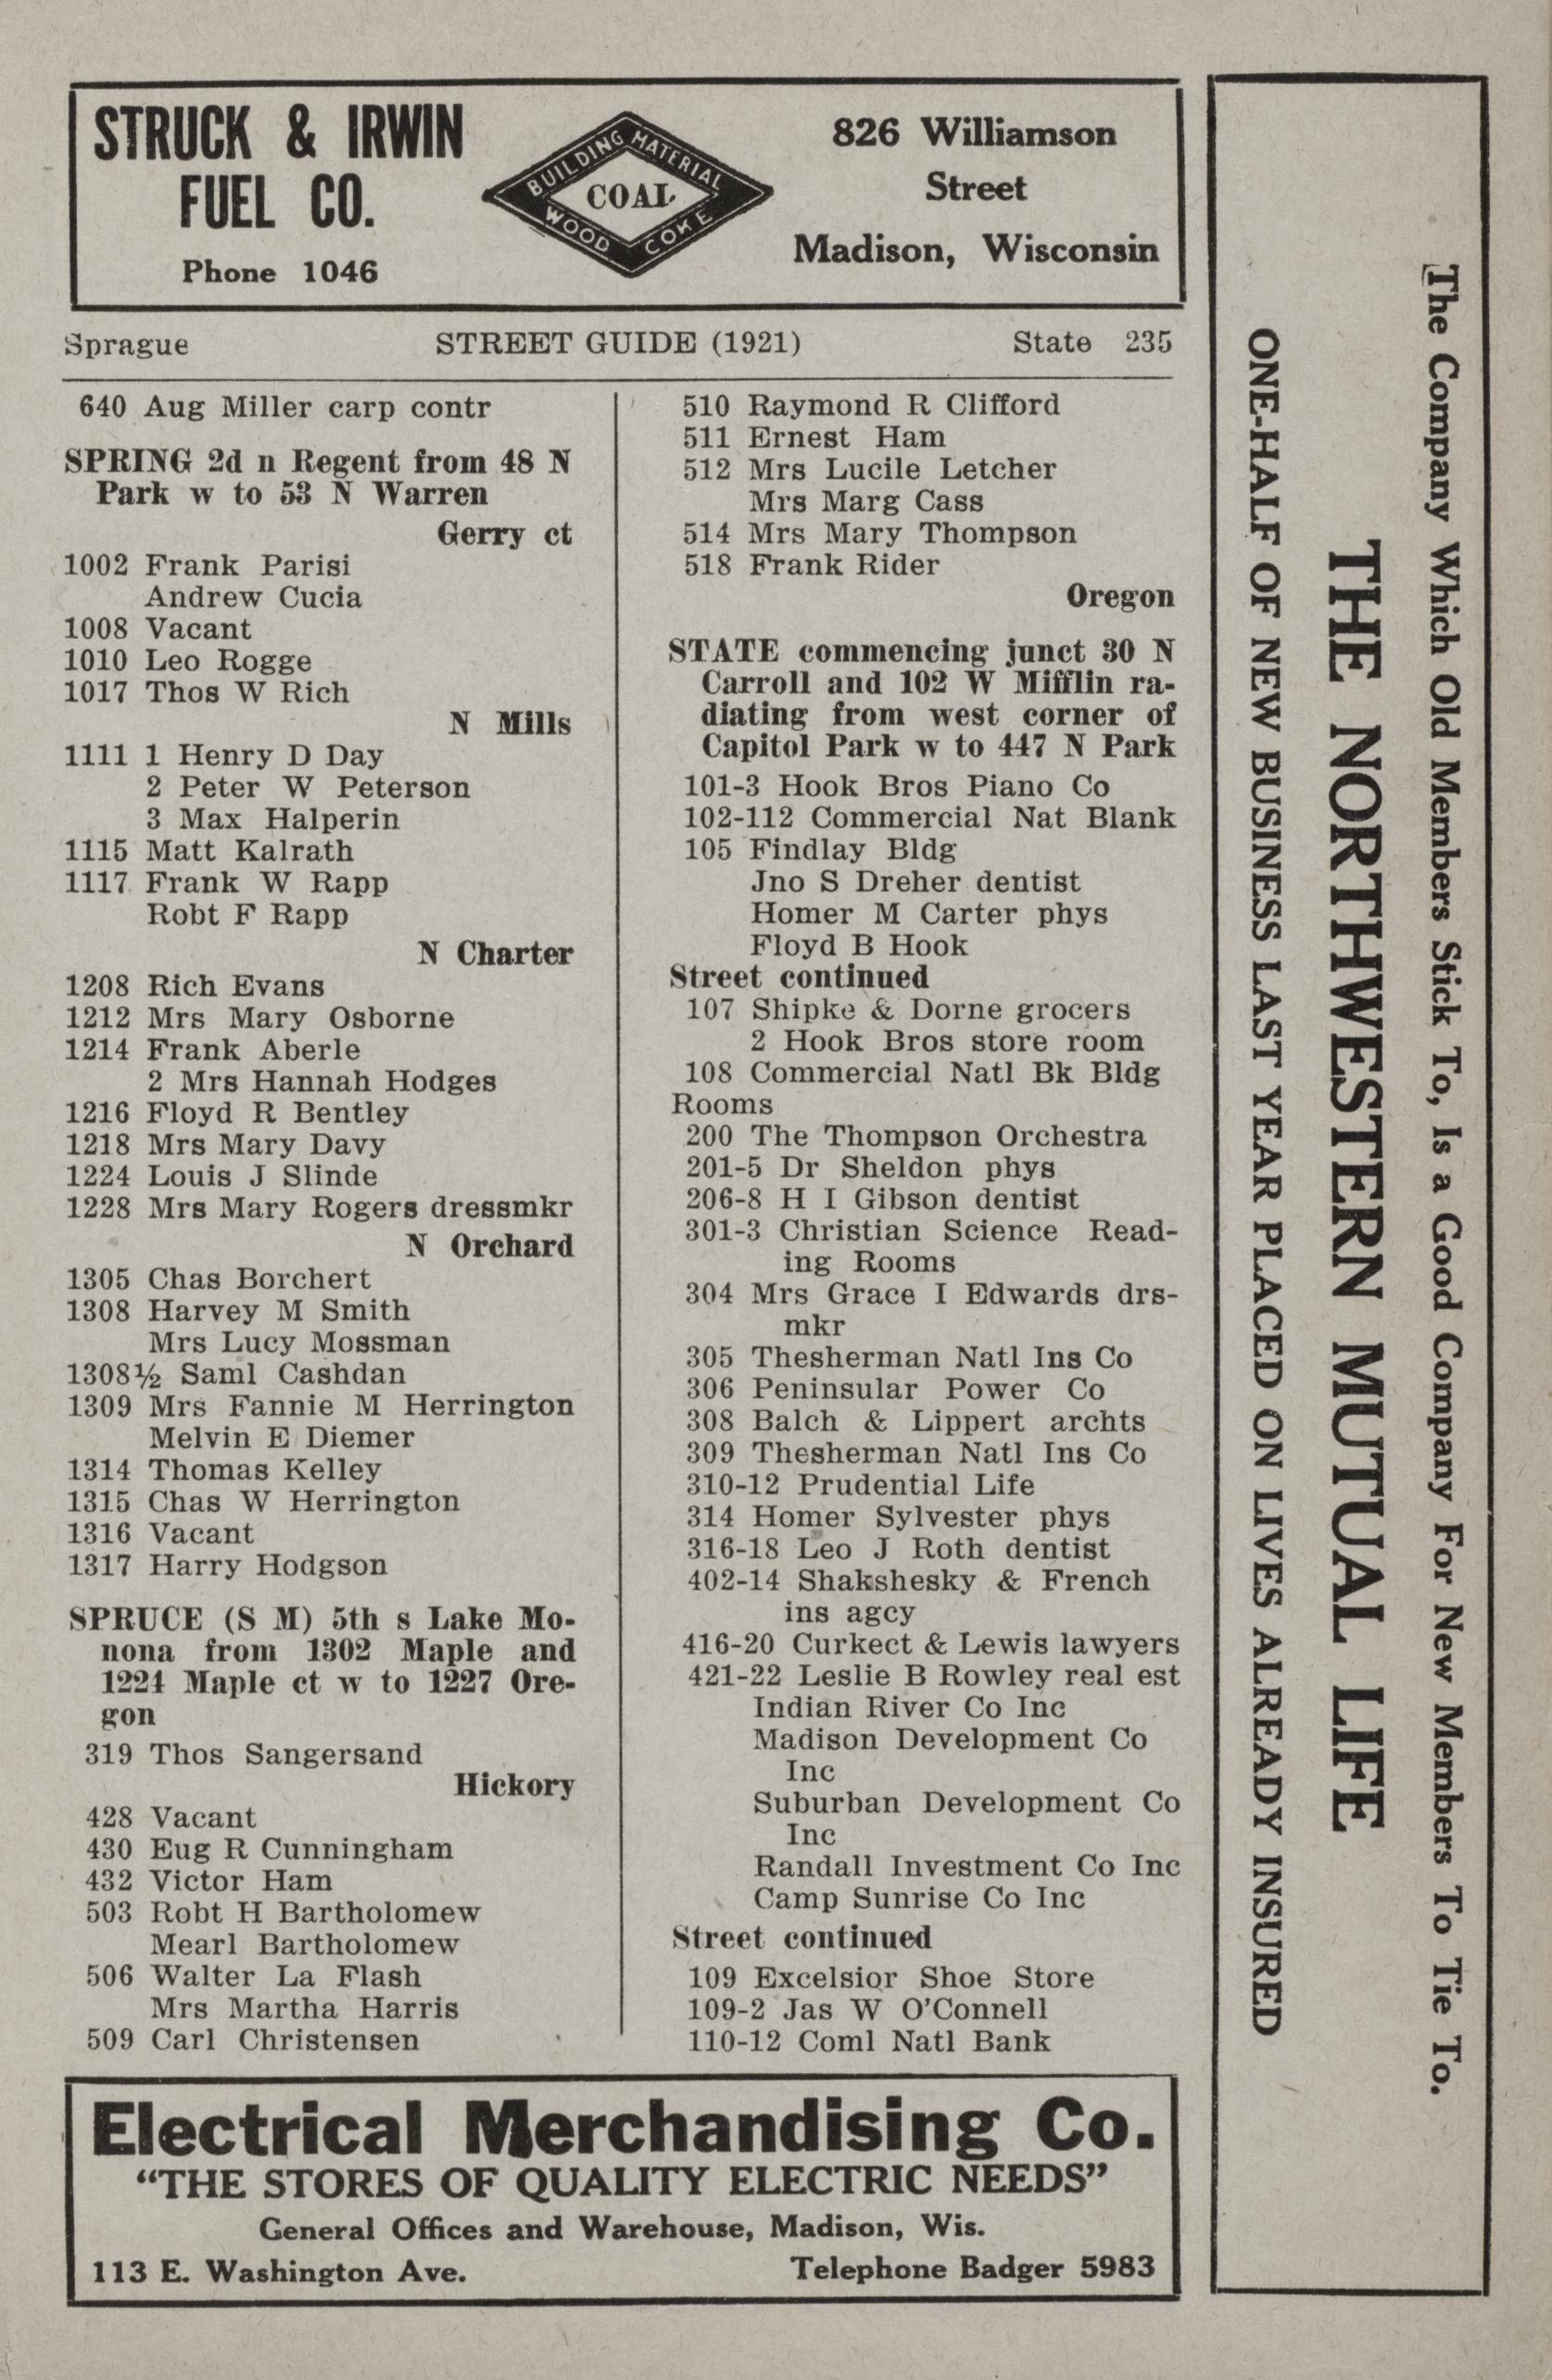 STRUCK & IRWIN
FUEL CO.
Phone 1046
BUILDING MATERIAL
COAL
WOOD COKE
826 Williamson
Street
Madison, Wisconsin
Sprague STREET GUIDE (1921) State 235
640 Aug Miller carp contr
SPRING 2d n Regent from 48 N
Park w to 53 N Warren
Gerry ct
1002 Frank Parisi
Andrew Cucia
1008 Vacant
1010 Leo Rogge
1017 Thos W Rich
N Mills
1111 1 Henry D Day
2 Peter W Peterson
3 Max Halperin
1115 Matt Kalrath
1117 Frank W Rapp
Robt F Rapp
N Charter
1208 Rich Evans
1212 Mrs Mary Osborne
1214 Frank Aberle
2 Mrs Hannah Hodges
1216 Floyd R Bentley
1218 Mrs Mary Davy
1224 Louis J Slinde
1228 Mrs Mary Rogers dressmkr
N Orchard
1305 Chas Borchert
1308 Harvey M Smith
Mrs Lucy Mossman
1308½ Saml Cashdan
1309 Mrs Fannie M Herrington
Melvin E Diemer
1314 Thomas Kelley
1315 Chas W Herrington
1316 Vacant
1317 Harry Hodgson
SPRUCE (S M) 5th s Lake Mo-
nona from 1302 Maple and
1224 Maple ct w to 1227 Ore-
gon
319 Thos Sangersand
Hickory
428 Vacant
430 Eug R Cunningham
432 Victor Ham
503 Robt H Bartholomew
Mearl Bartholomew
506 Walter La Flash
Mrs Martha Harris
509 Carl Christensen
510 Raymond R Clifford
511 Ernest Ham
512 Mrs Lucile Letcher
Mrs Marg Cass
514 Mrs Mary Thompson
518 Frank Rider
Oregon
STATE commencing junct 30 N
Carroll and 102 W Mifflin ra-
diating from west corner of
Capitol Park w to 447 N Park
101-3 Hook Bros Piano Co
102-112 Commercial Nat Blank
105 Findlay Bldg
Jno S Dreher dentist
Homer M Carter phys
Floyd B Hook
Street continued
107 Shipke & Dorne grocers
2 Hook Bros store room
108 Commercial Natl Bk Bldg
Rooms
200 The Thompson Orchestra
201-5 Dr Sheldon phys
206-8 H I Gibson dentist
301-3 Christian Science Read-
ing Rooms
304 Mrs Grace I Edwards drs-
mkr
305 Thesherman Natl Ins Co
306 Peninsular Power Co
308 Balch & Lippert archts
309 Thesherman Natl Ins Co
310-12 Prudential Life
314 Homer Sylvester phys
316-18 Leo J Roth dentist
402-14 Shakshesky & French
ins agcy
416-20 Curkect & Lewis lawyers
421-22 Leslie B Rowley real est
Indian River Co Inc
Madison Development Co
Inc
Suburban Development Co
Inc
Randall Investment Co Inc
Camp Sunrise Co Inc
Street continued
109 Excelsior Shoe Store
109-2 Jas W O'Connell
110-12 Coml Natl Bank
Electrical Merchandising Co.
“THE STORES OF QUALITY ELECTRIC NEEDS”
General Offices and Warehouse, Madison, Wis.
113 E. Washington Ave. Telephone Badger 5983
The Company Which Old Members Stick To, Is a Good Company For New Members To Tie To.
THE NORTHWESTERN MUTUAL LIFE
ONE-HALF OF NEW BUSINESS LAST YEAR PLACED ON LIVES ALREADY INSURED